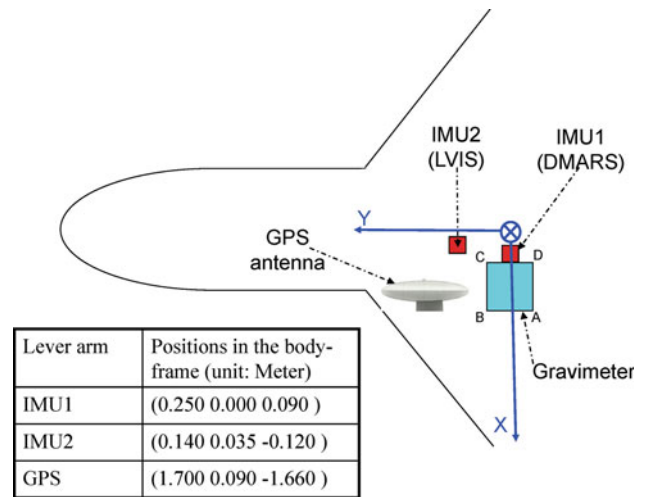 IMU2
(LVIS)
IMU1
(DMARS)
Y
GPS
antenna
C
D
B
A
Gravimeter
X
Lever arm
Positions in the body-
frame (unit: Meter)
IMU1
(0.250 0.000 0.090 )
IMU2
(0.140 0.035 -0.120 )
GPS
(1.700 0.090 -1.660 )